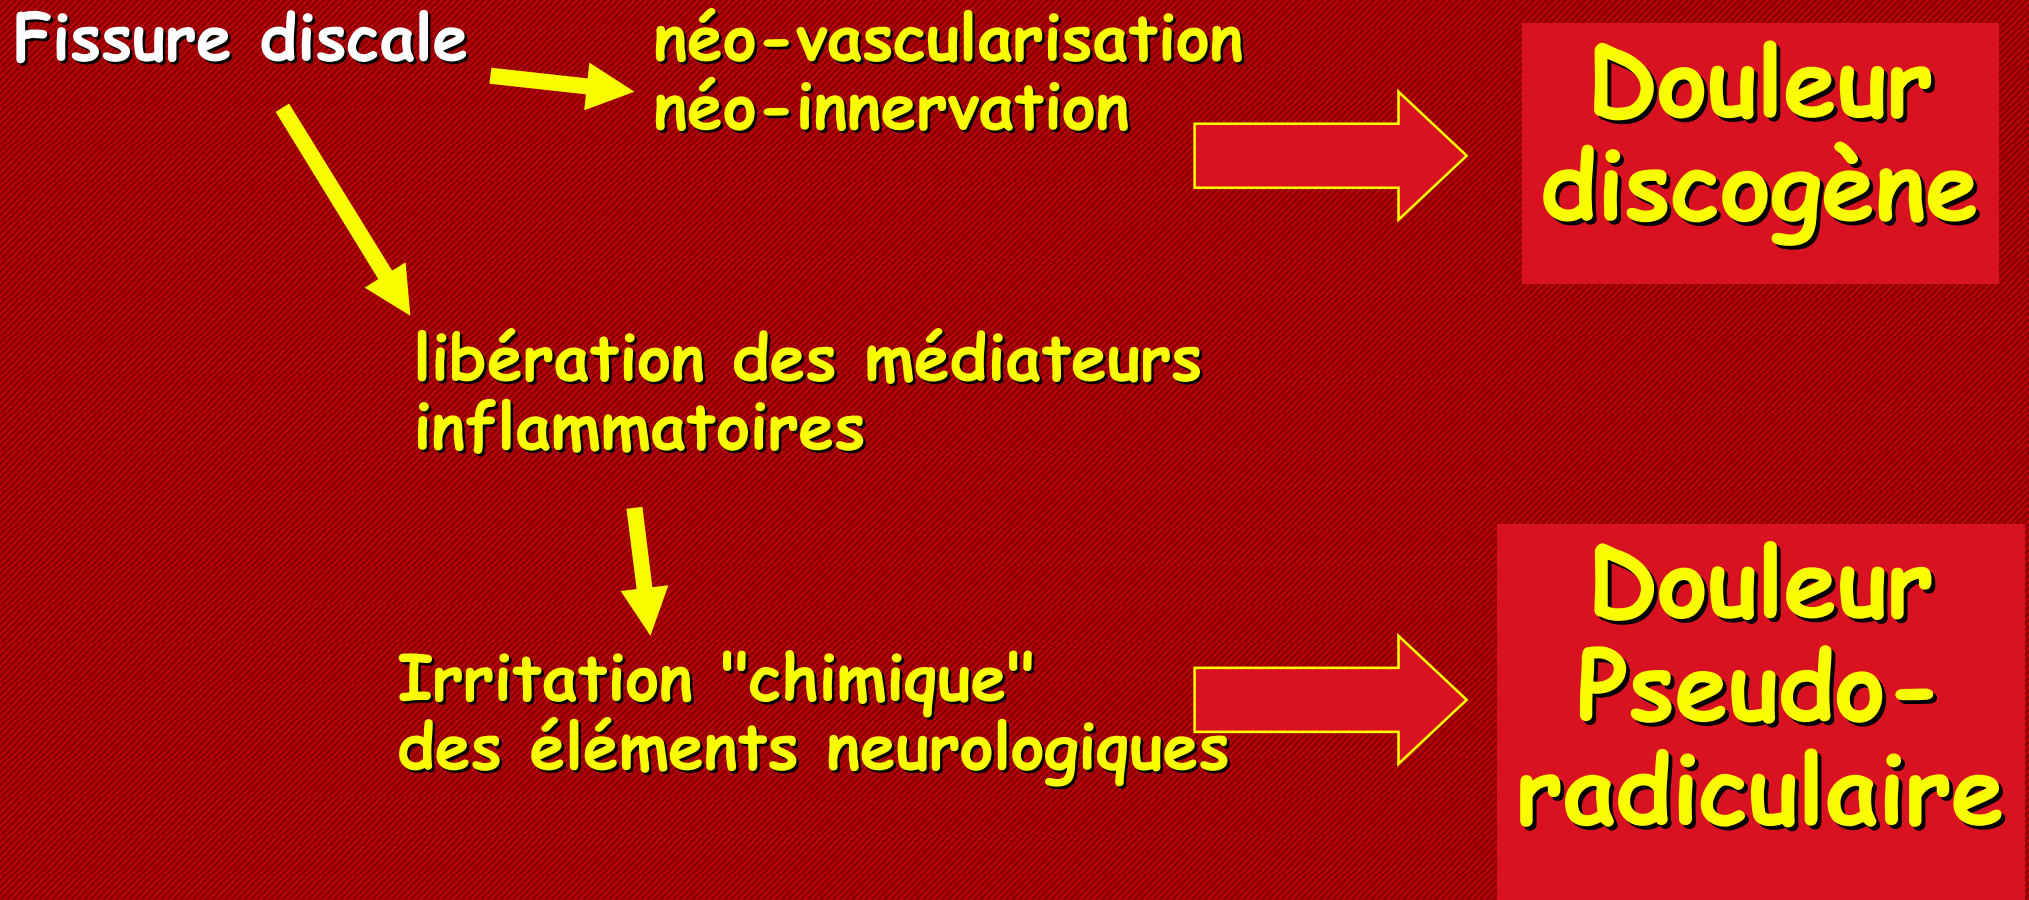 Fissure discale
néo-vascularisation
néo-innervation
Douleur
discogène
libération des médiateurs
inflammatoires
Irritation "chimique"
des éléments neurologiques
Douleur
Pseudo-
radiculaire